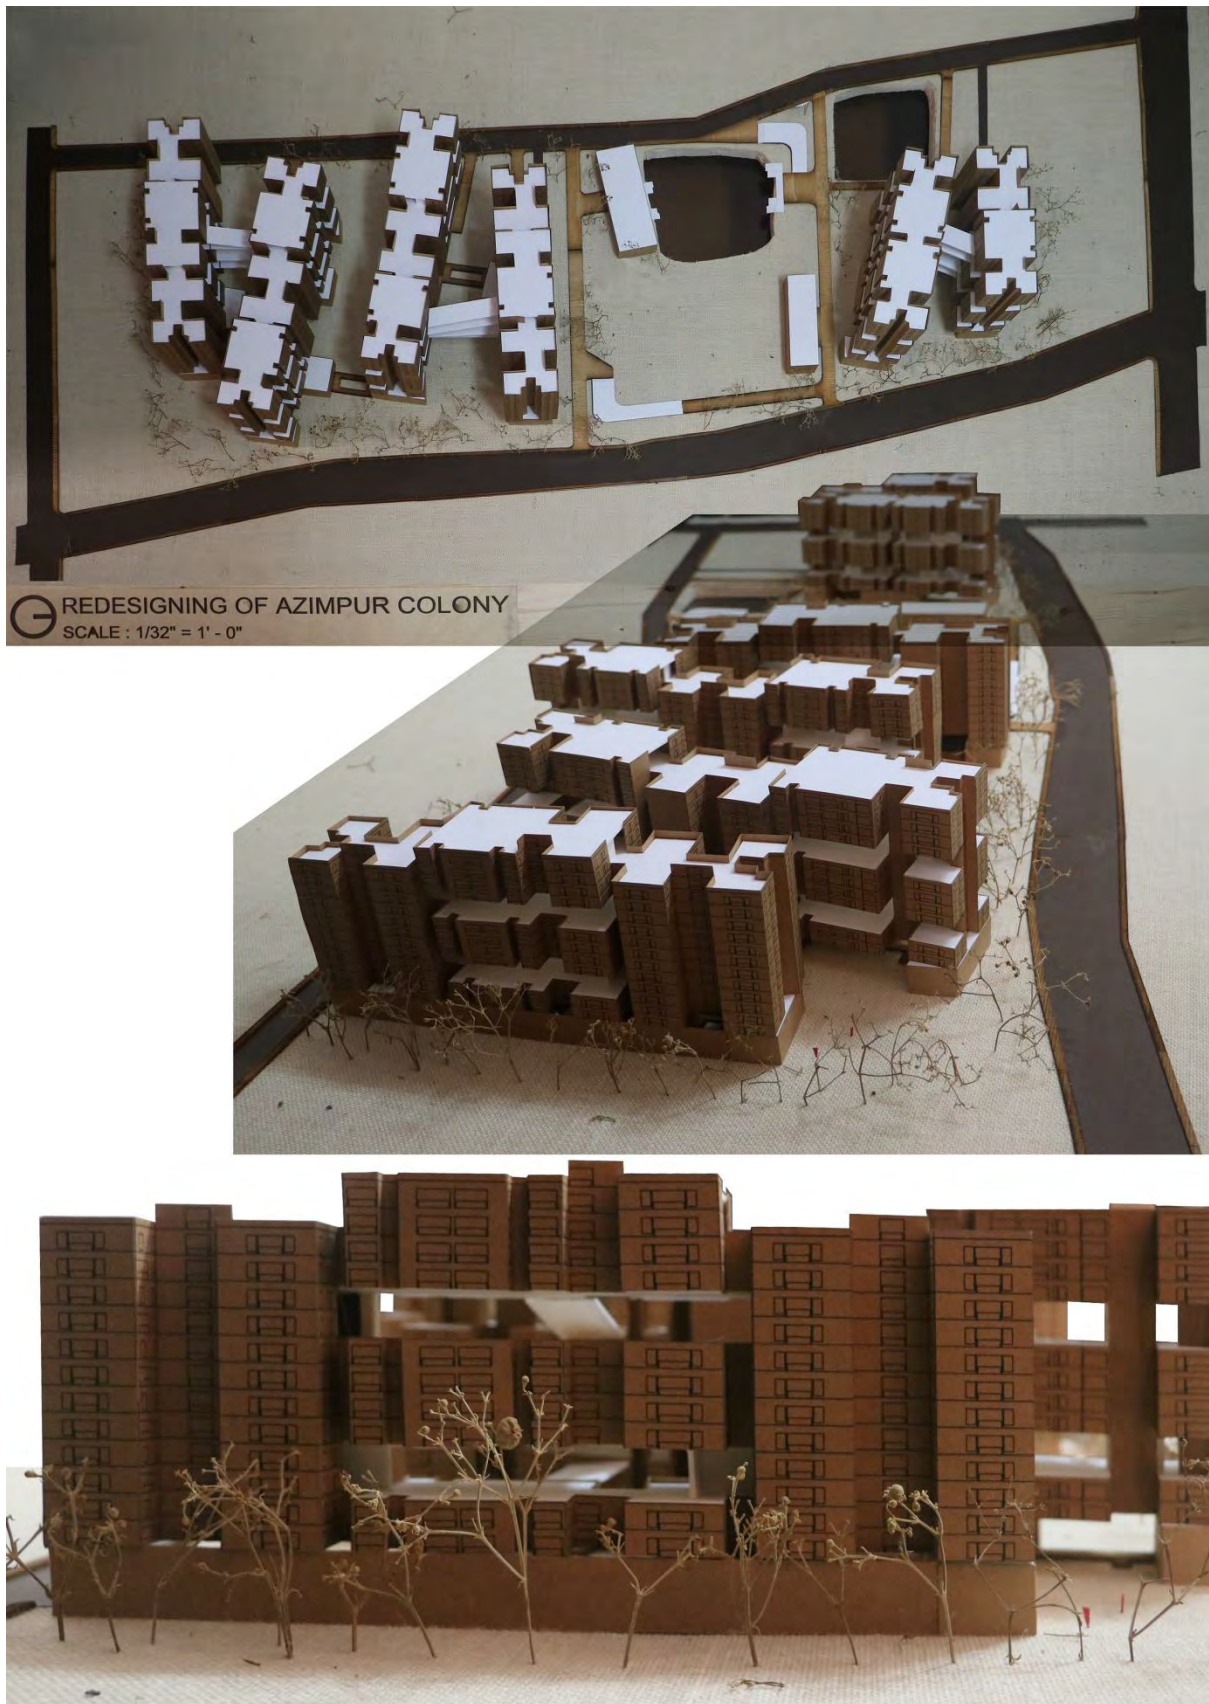 REDESIGNING OF AZIMPUR COLONY
SCALE : 1/32" = 1' - 0"